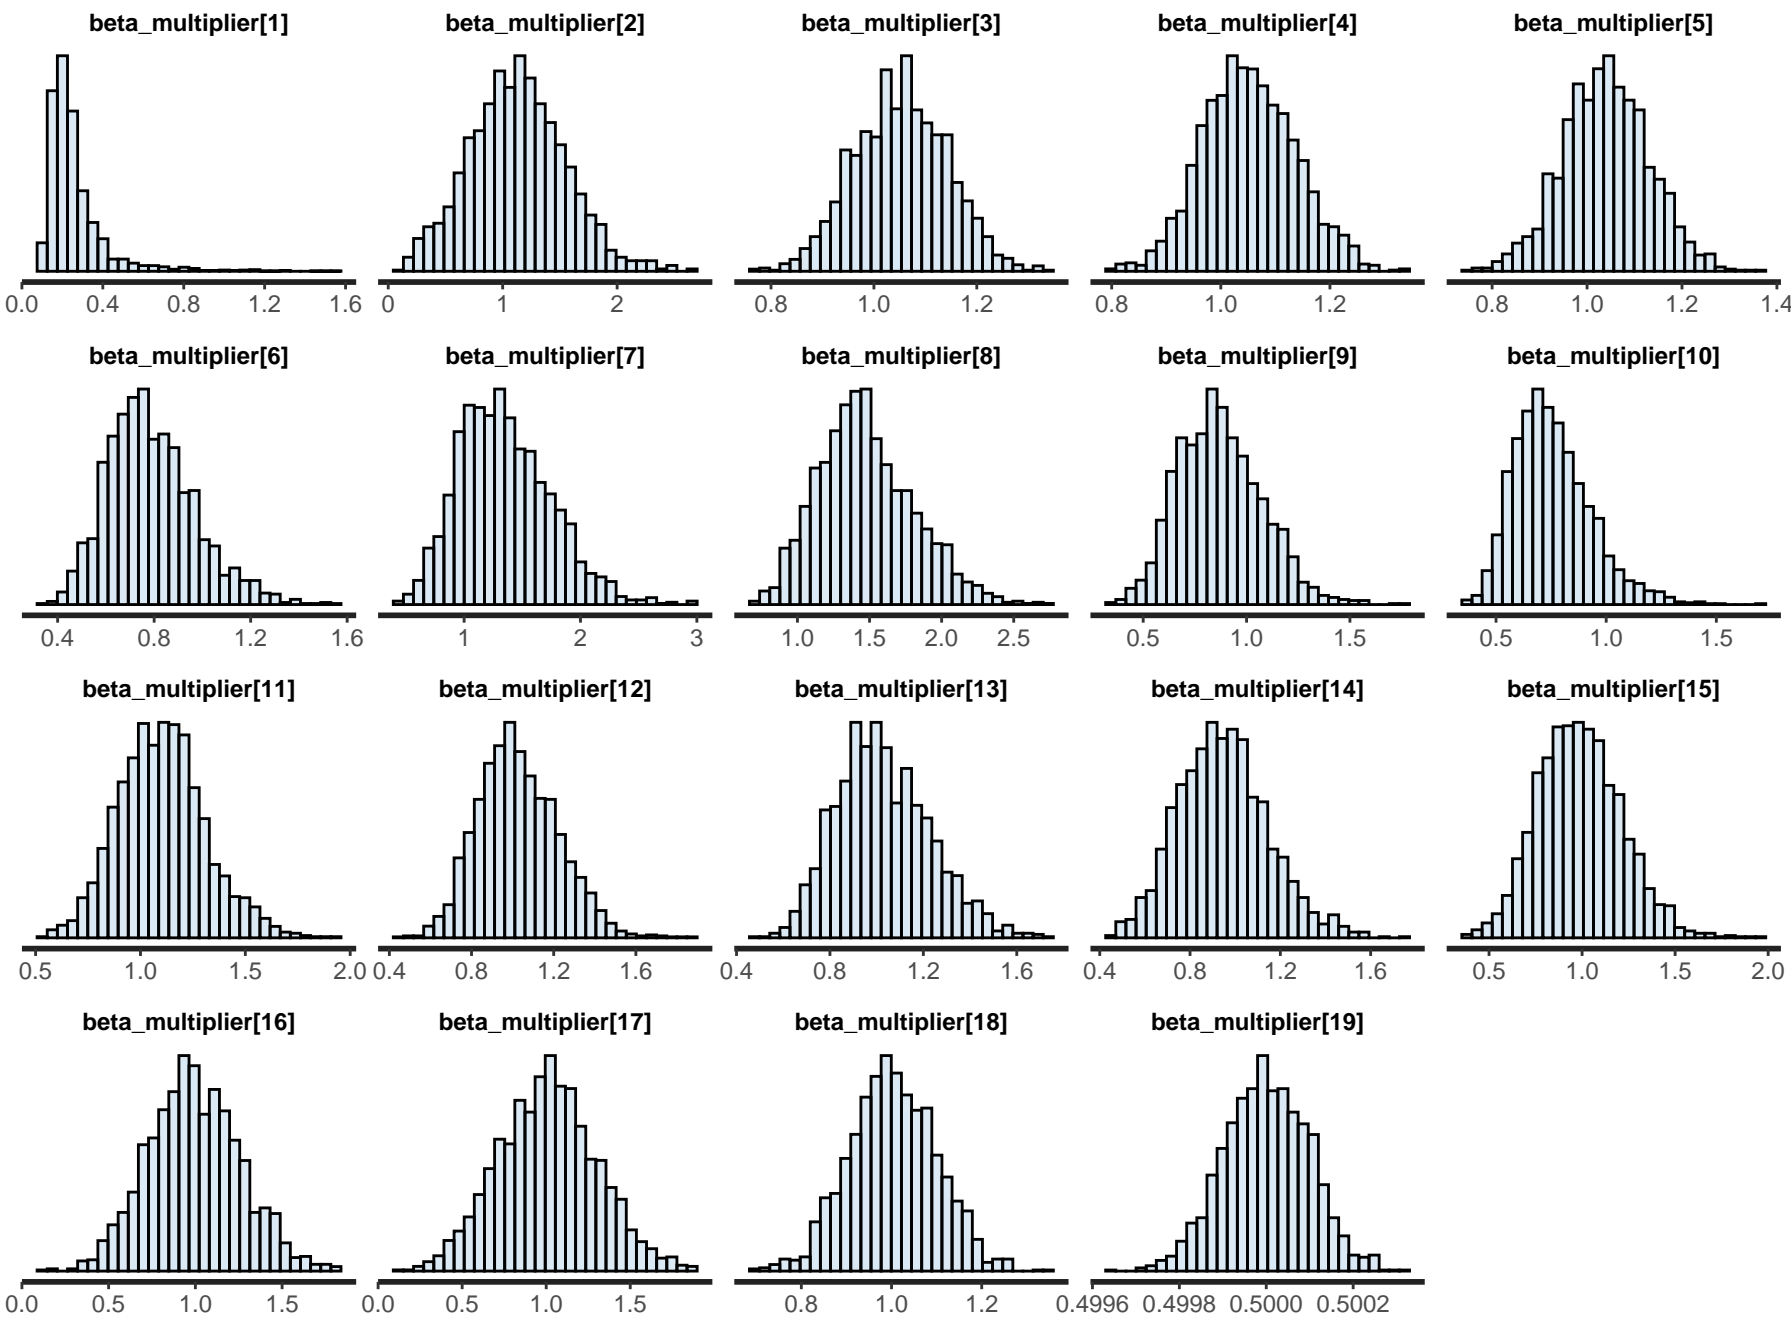 beta_multiplier[1] beta_multiplier[2] beta_multiplier[3] beta_multiplier[4] beta_multiplier[5]
0.0 0.4 0.8 1.2 1.6 0 1 2 0.8 1.0 1.2 0.8 1.0 1.2 0.8 1.0 1.2 1.4
beta_multiplier[6] beta_multiplier[7] beta_multiplier[8] beta_multiplier[9] beta_multiplier[10]
0.4 0.8 1.2 1.6 1 2 3 1.0 1.5 2.0 2.5 0.5 1.0 1.5 0.5 1.0 1.5
beta_multiplier[11] beta_multiplier[12] beta_multiplier[13] beta_multiplier[14] beta_multiplier[15]
0.5 1.0 1.5 2.0 0.4 0.8 1.2 1.6 0.4 0.8 1.2 1.6 0.4 0.8 1.2 1.6 0.5 1.0 1.5 2.0
beta_multiplier[16] beta_multiplier[17] beta_multiplier[18] beta_multiplier[19]
0.0 0.5 1.0 1.5 0.0 0.5 1.0 1.5 0.8 1.0 1.2 0.4996 0.4998 0.5000 0.5002